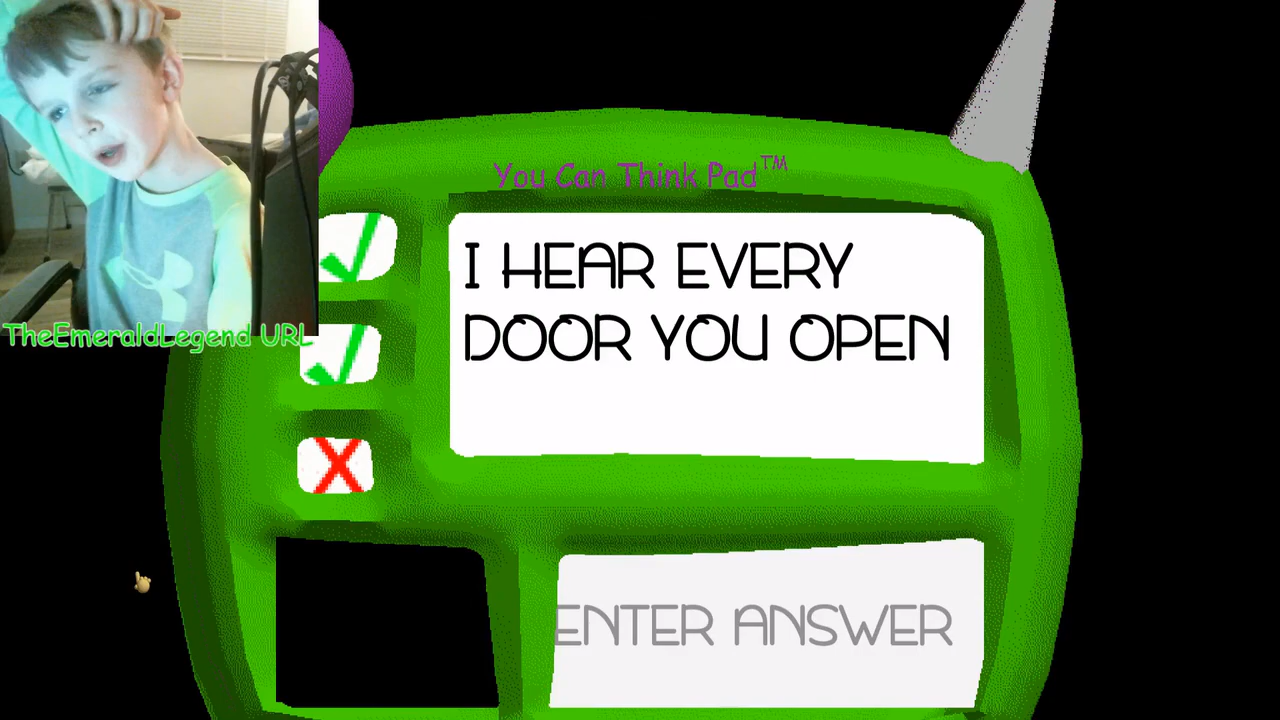 You Can Think Pad™
I HEAR EVERY
DOOR YOU OPEN
TheEmeraldLegend URL
ENTER ANSWER